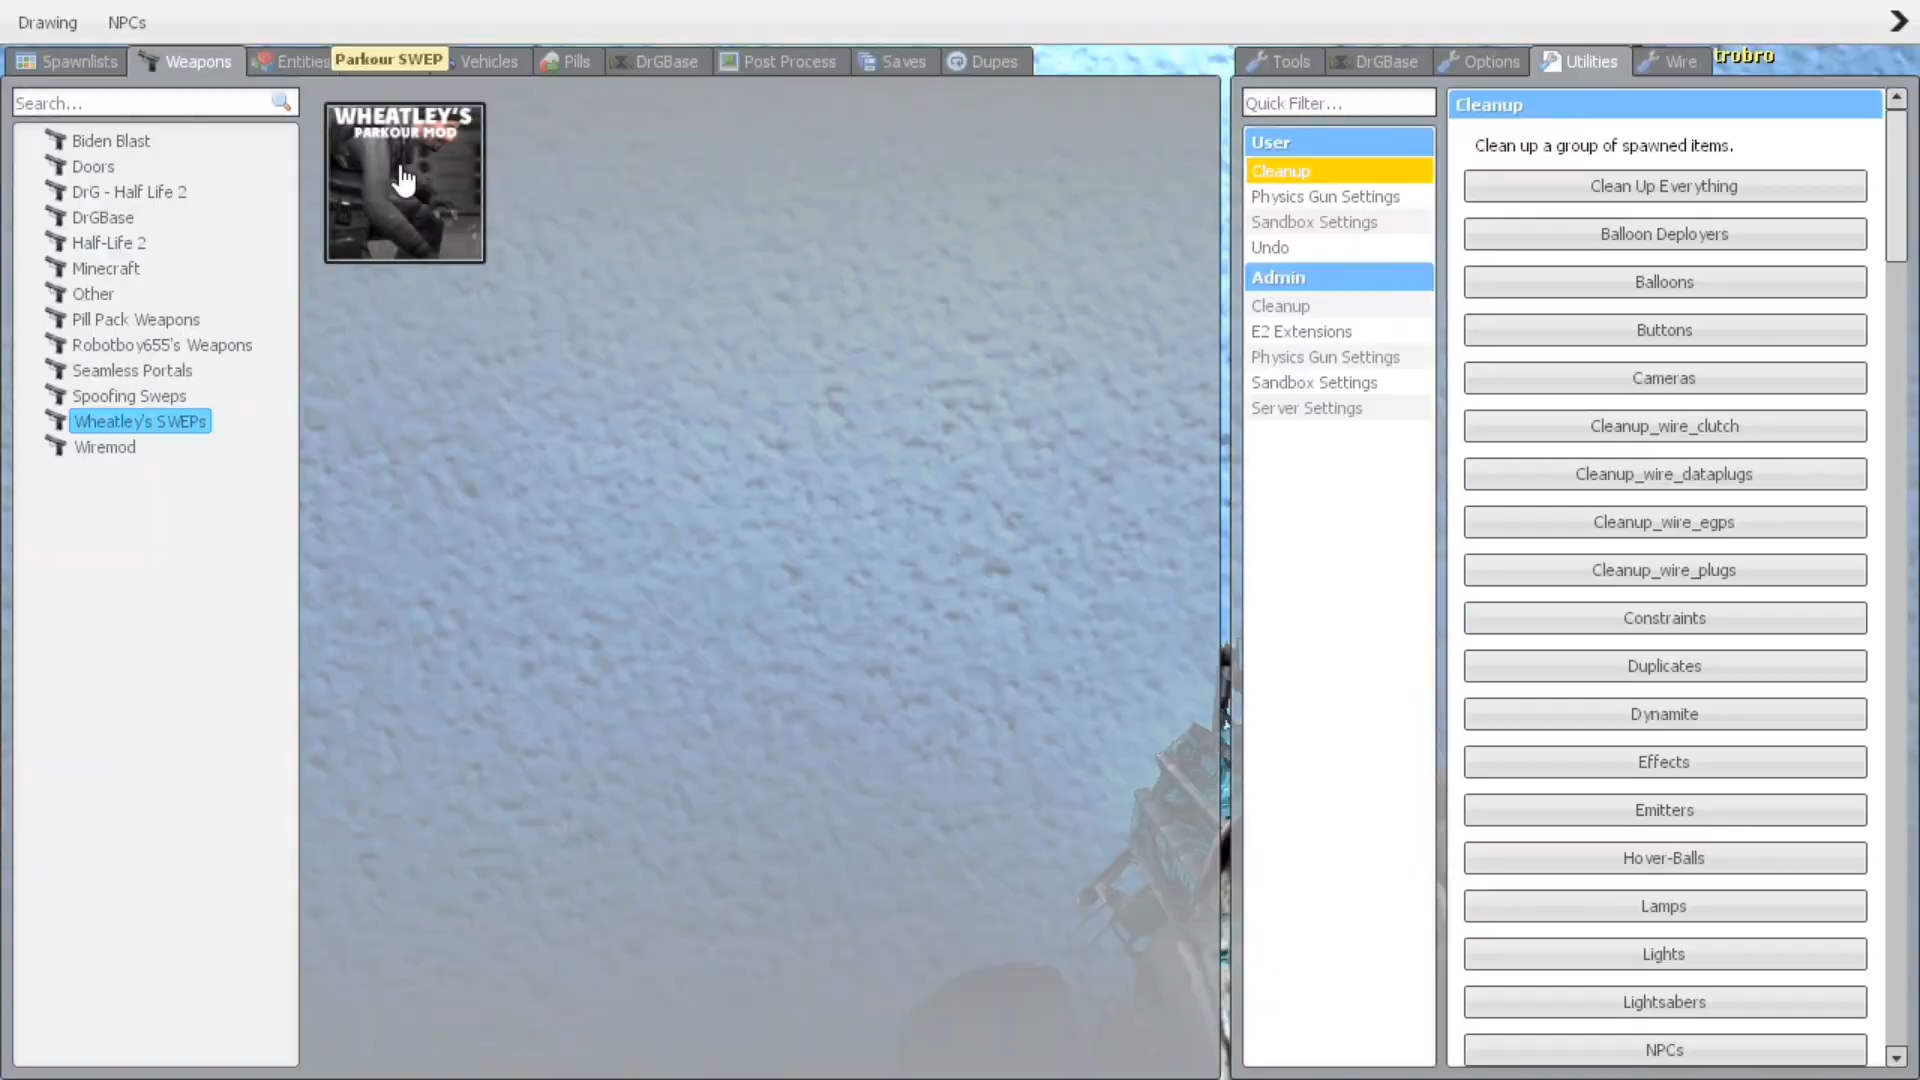 Drawing NPCs
Spawnlists Weapons Entities Parkour SWEP Vehicles Pills DrGBase Post Process Saves Dupes
Tools DrGBase Options Utilities Wire trobro
Search...
Biden Blast
Doors
DrG - Half Life 2
DrGBase
Half-Life 2
Minecraft
Other
Pill Pack Weapons
Robotboy655's Weapons
Seamless Portals
Spoofing Sweps
Wheatley's SWEPs
Wiremod
WHEATLEY'S
PARKOUR MOD
Quick Filter...
User
Cleanup
Physics Gun Settings
Sandbox Settings
Undo
Admin
Cleanup
E2 Extensions
Physics Gun Settings
Sandbox Settings
Server Settings
Cleanup
Clean up a group of spawned items.
Clean Up Everything
Balloon Deployers
Balloons
Buttons
Cameras
Cleanup_wire_clutch
Cleanup_wire_dataplugs
Cleanup_wire_egps
Cleanup_wire_plugs
Constraints
Duplicates
Dynamite
Effects
Emitters
Hover-Balls
Lamps
Lights
Lightsabers
NPCs